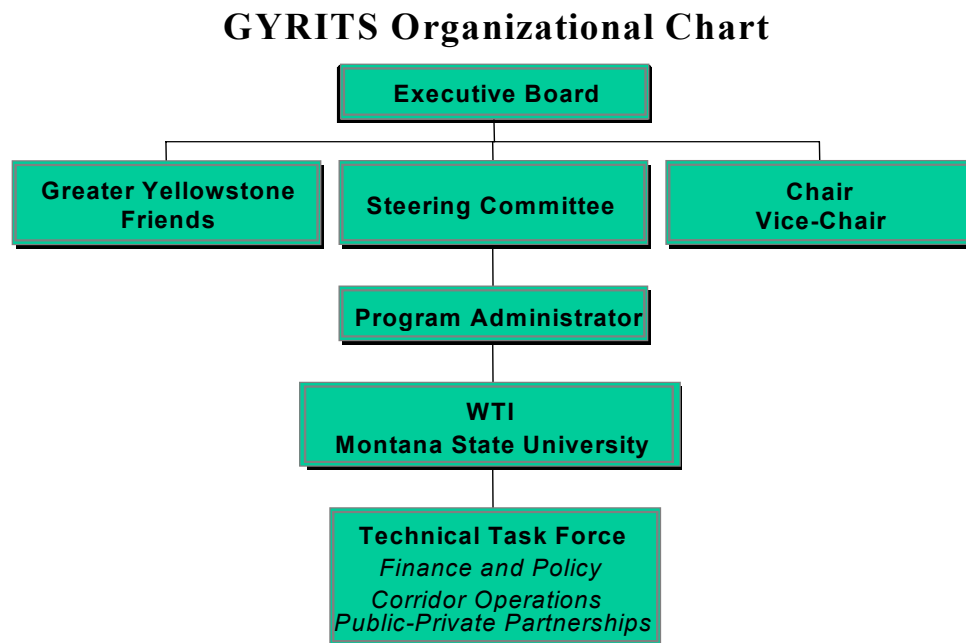 GYRITS Organizational Chart
Executive Board
Greater Yellowstone
Friends
Steering Committee
Chair
Vice-Chair
Program Administrator
WTI
Montana State University
Technical Task Force
Finance and Policy
Corridor Operations
Public-Private Partnerships